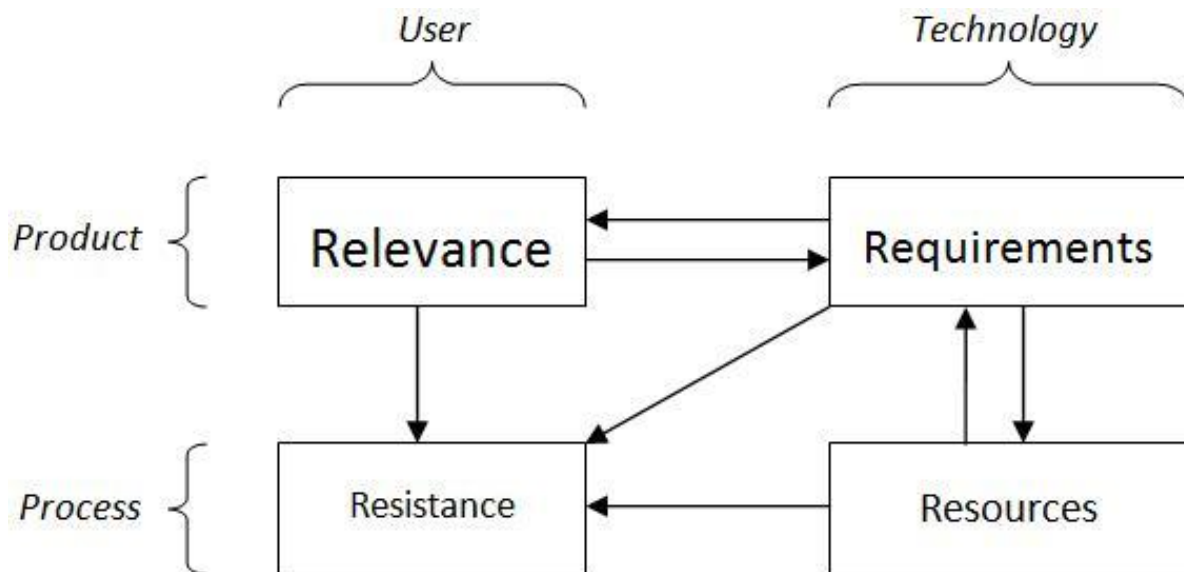 User
Technology
Product
Relevance
Requirements
Process
Resistance
Resources